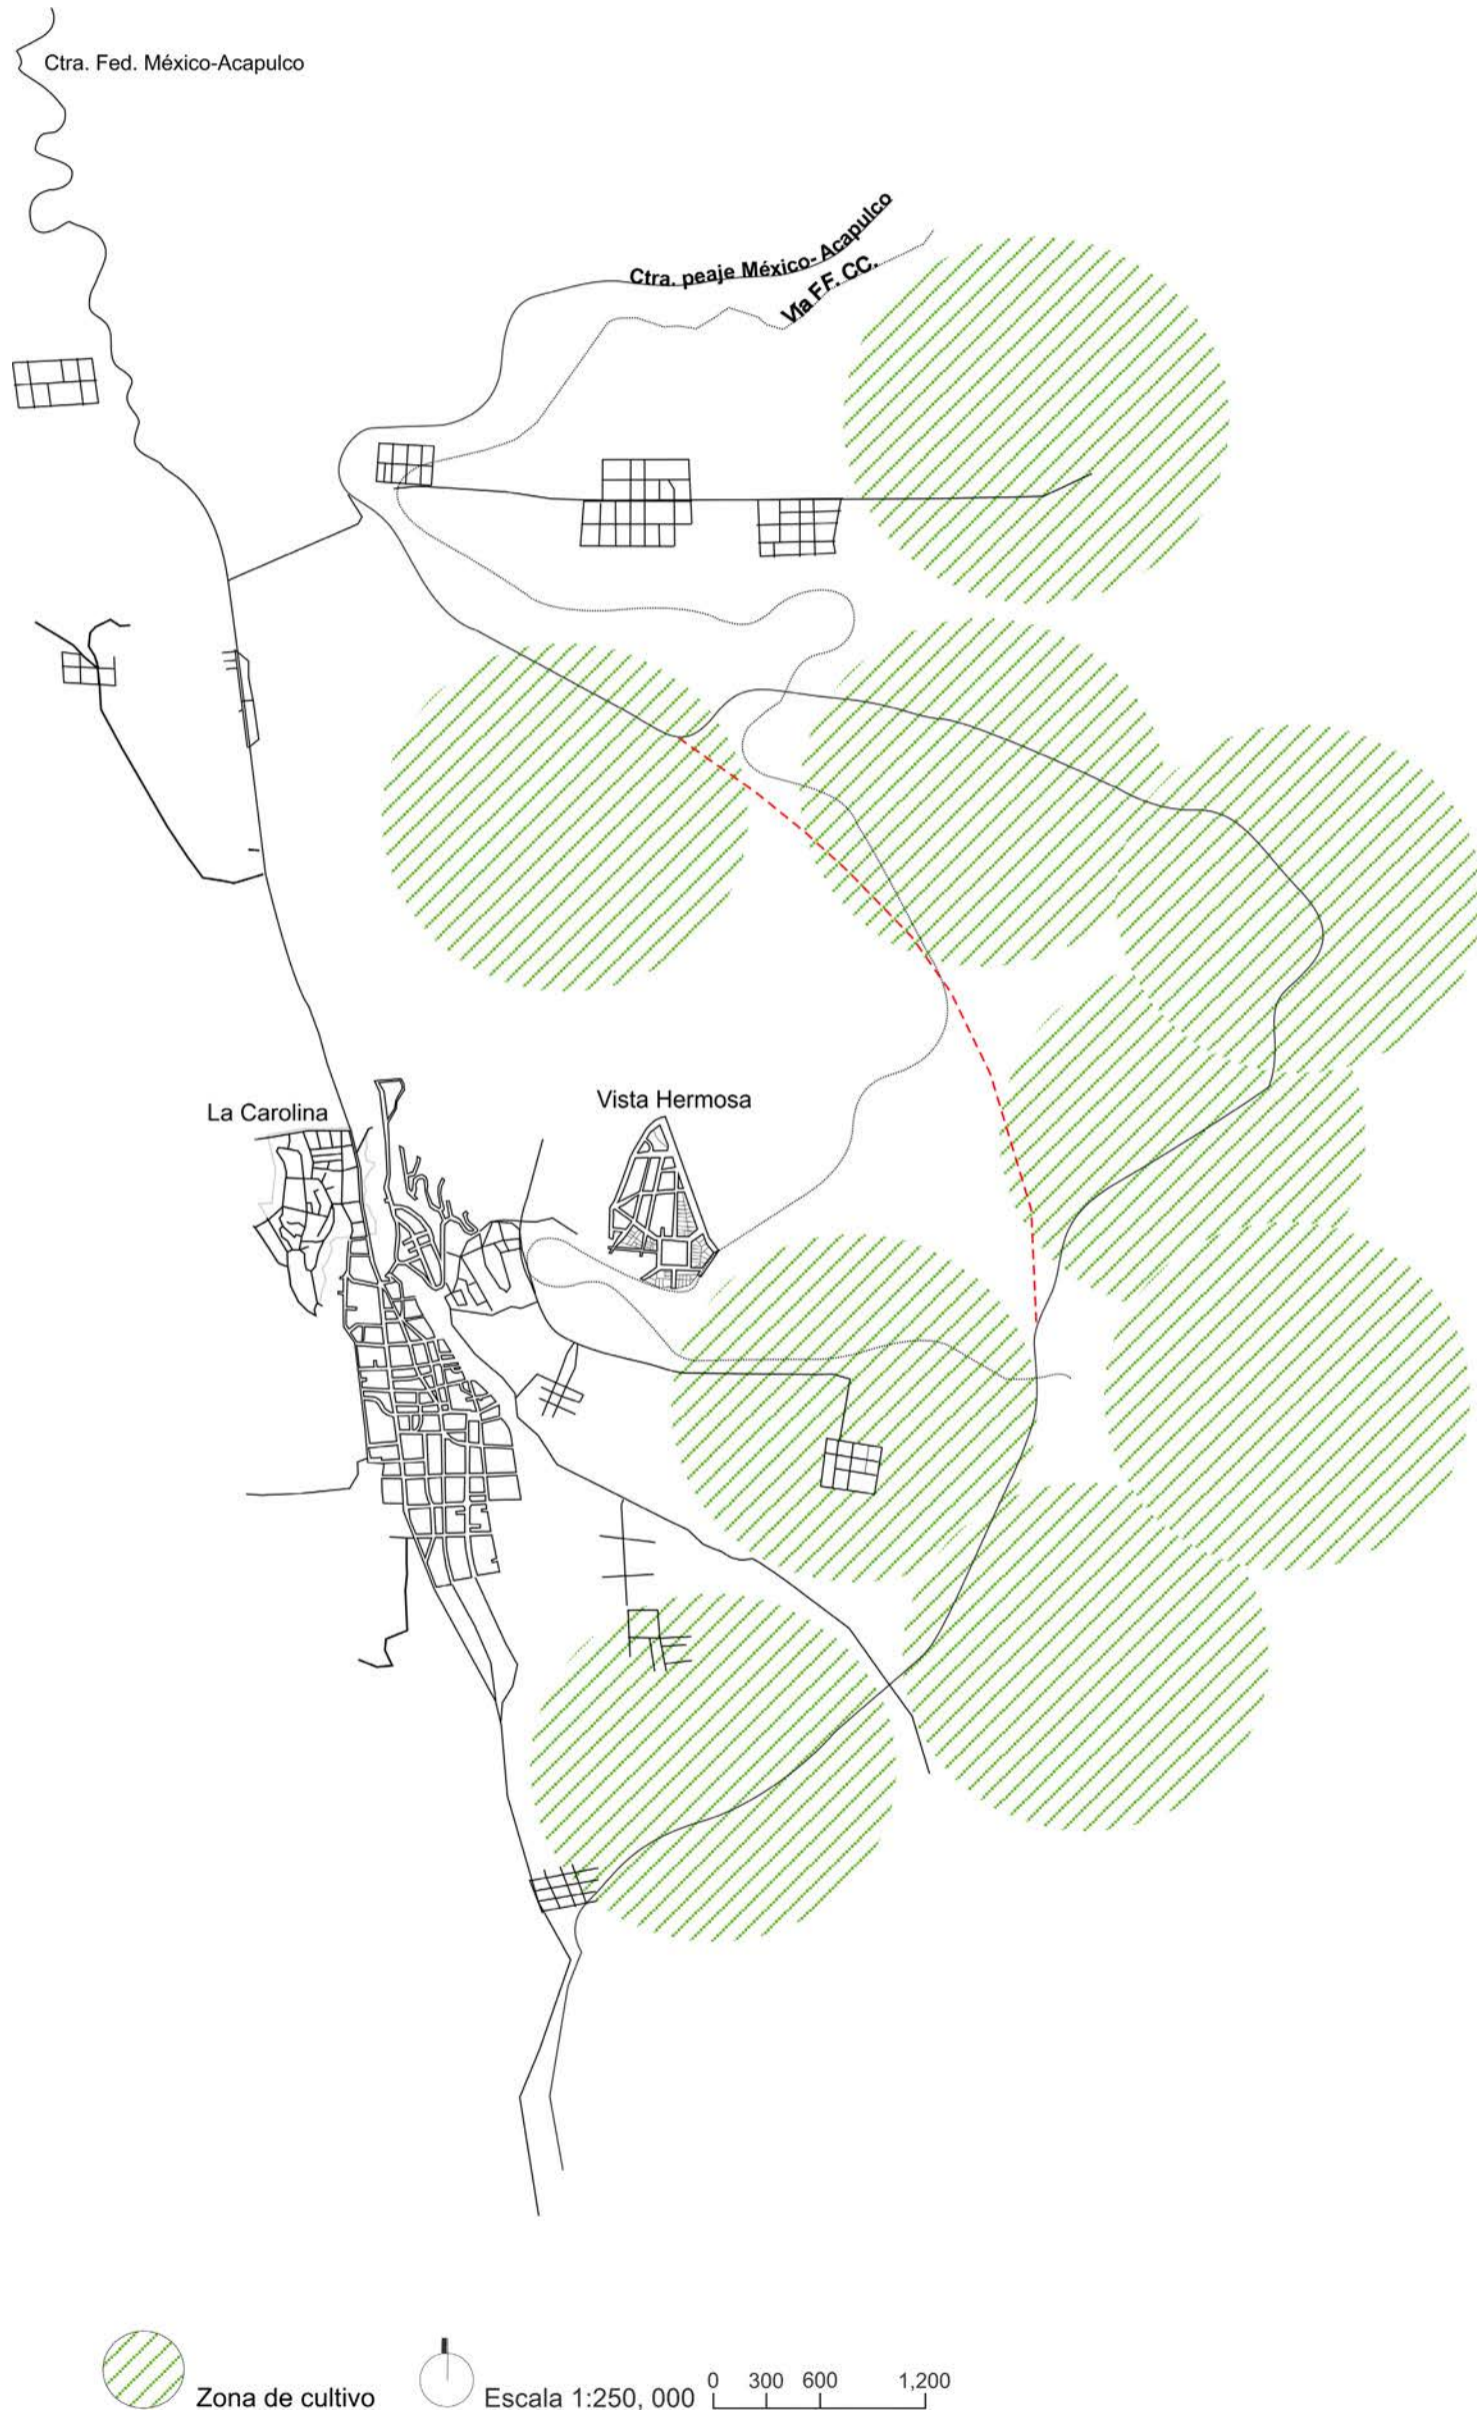 Ctra. Fed. México-Acapulco
Ctra. peaje México- Acapulco
Vía F.F. CC.
La Carolina
Vista Hermosa
Zona de cultivo
Escala 1:250, 000
0 300 600 1,200